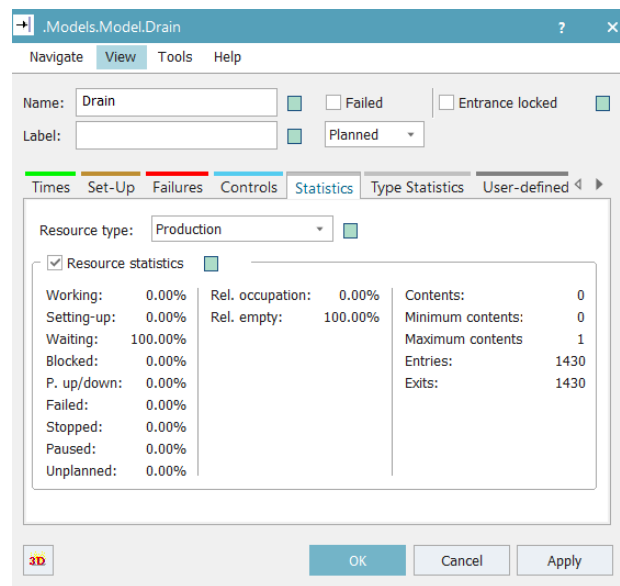 .Models.Model.Drain ? ×
Navigate View Tools Help
Name: Drain Failed Entrance locked
Label: Planned
Times Set-Up Failures Controls Statistics Type Statistics User-defined
Resource type: Production
Resource statistics
Working: 0.00% Rel. occupation: 0.00% Contents: 0
Setting-up: 0.00% Rel. empty: 100.00% Minimum contents: 0
Waiting: 100.00% Maximum contents 1
Blocked: 0.00% Entries: 1430
P. up/down: 0.00% Exits: 1430
Failed: 0.00%
Stopped: 0.00%
Paused: 0.00%
Unplanned: 0.00%
3D OK Cancel Apply